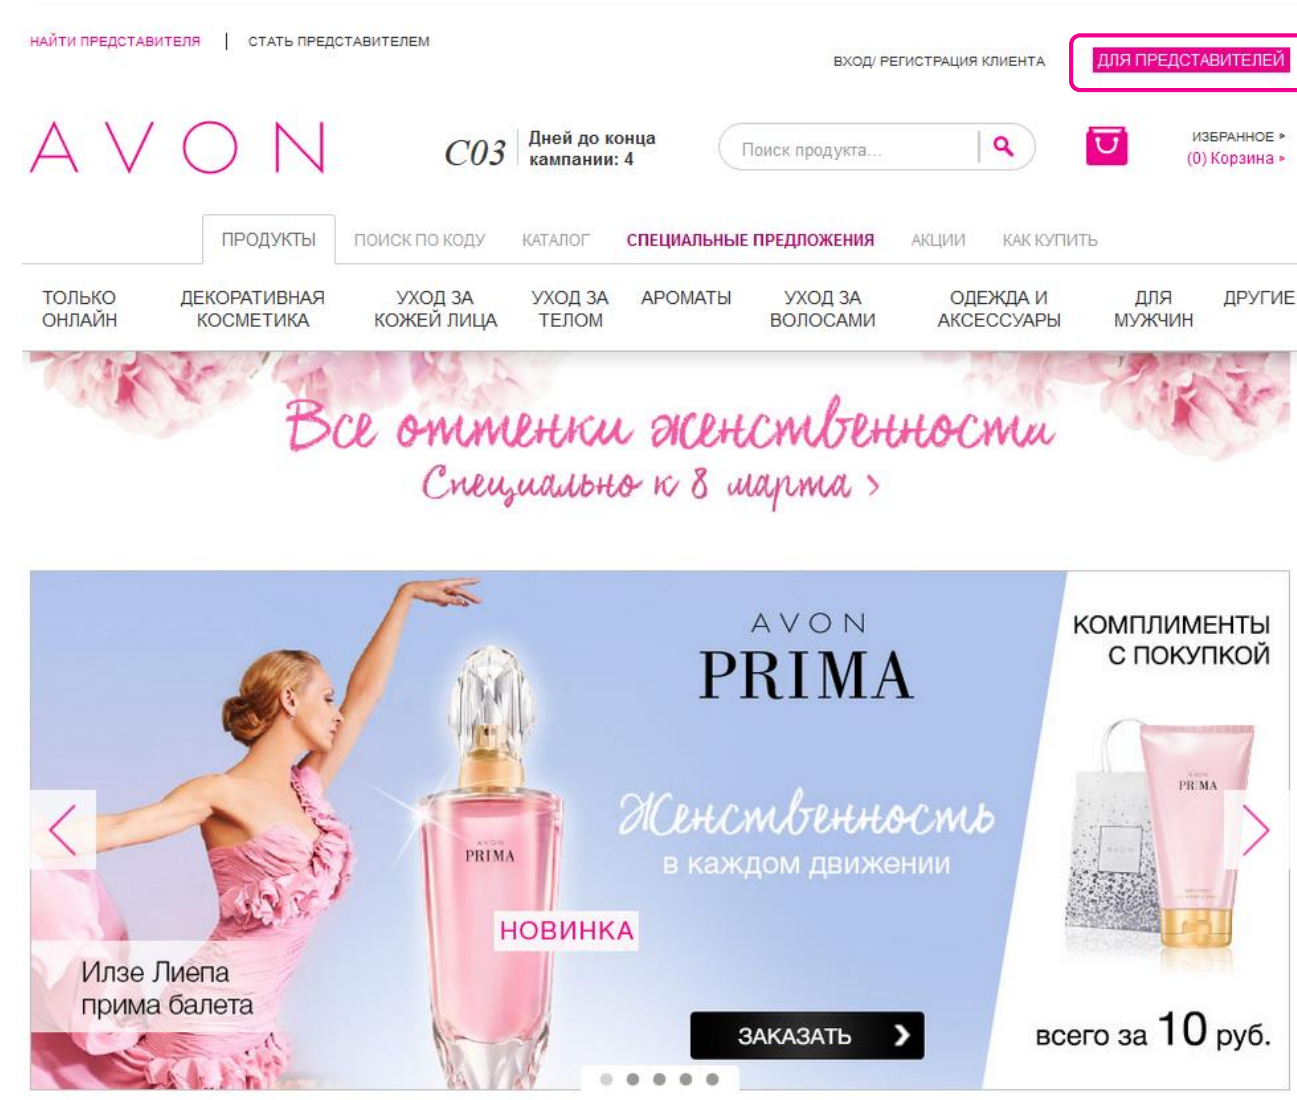 НАЙТИ ПРЕДСТАВИТЕЛЯ | СТАТЬ ПРЕДСТАВИТЕЛЕМ
ВХОД/ РЕГИСТРАЦИЯ КЛИЕНТА
ДЛЯ ПРЕДСТАВИТЕЛЕЙ
AVON
C03
Дней до конца
кампании: 4
Поиск продукта...
ИЗБРАННОЕ
(0) Корзина
ПРОДУКТЫ
ПОИСК ПО КОДУ
КАТАЛОГ
СПЕЦИАЛЬНЫЕ ПРЕДЛОЖЕНИЯ
АКЦИИ
КАК КУПИТЬ
ТОЛЬКО
ОНЛАЙН
ДЕКОРАТИВНАЯ
КОСМЕТИКА
УХОД ЗА
КОЖЕЙ ЛИЦА
УХОД ЗА
ТЕЛОМ
АРОМАТЫ
УХОД ЗА
ВОЛОСАМИ
ОДЕЖДА И
АКСЕССУАРЫ
ДЛЯ
МУЖЧИН
ДРУГИЕ
Все оттенки женственности
Специально к 8 марта >
AVON
PRIMA
Женственность
в каждом движении
AVON
PRIMA
НОВИНКА
Илзе Лиепа
прима балета
ЗАКАЗАТЬ
КОМПЛИМЕНТЫ
С ПОКУПКОЙ
AVON
PRIMA
AVON
всего за 10 руб.